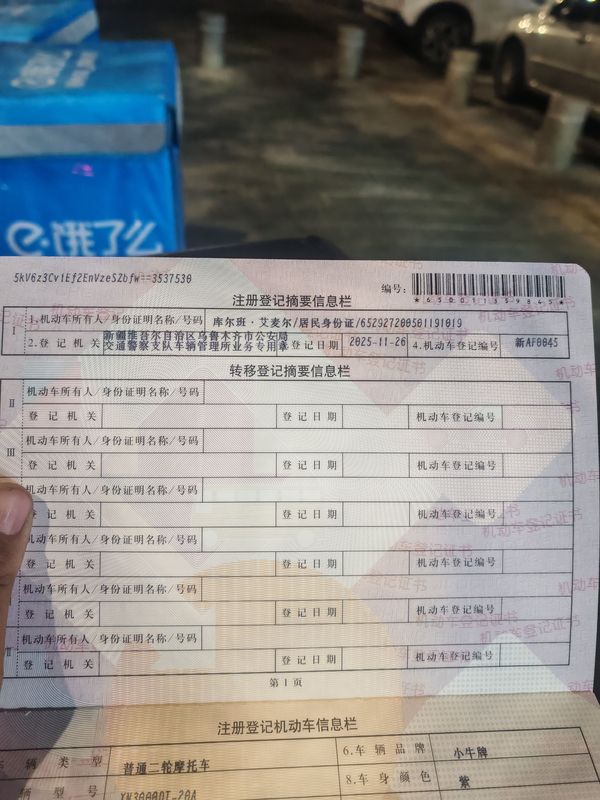 e·饿了么
5kV6z3Cv1Ef2EnVzeSZbfw==3537530
编号:
*650011359845*
注册登记摘要信息栏
I
1.机动车所有人/身份证明名称/号码 库尔班·艾麦尔/居民身份证/652927200501191019
2.登记机关 新疆维吾尔自治区乌鲁木齐市公安局交通警察支队车辆管理所业务专用章 3.登记日期 2025-11-26 4.机动车登记编号 新AF0045
转移登记摘要信息栏
II
机动车所有人/身份证明名称/号码
登记机关 登记日期 机动车登记编号
III
机动车所有人/身份证明名称/号码
登记机关 登记日期 机动车登记编号
机动车所有人/身份证明名称/号码
登记机关 登记日期 机动车登记编号
机动车所有人/身份证明名称/号码
登记机关 登记日期 机动车登记编号
机动车所有人/身份证明名称/号码
登记机关 登记日期 机动车登记编号
机动车所有人/身份证明名称/号码
登记机关 登记日期 机动车登记编号
第1页
注册登记机动车信息栏
辆类型 普通二轮摩托车 6.车辆品牌 小牛牌
辆型号 XN3000DT-20A 8.车身颜色 紫